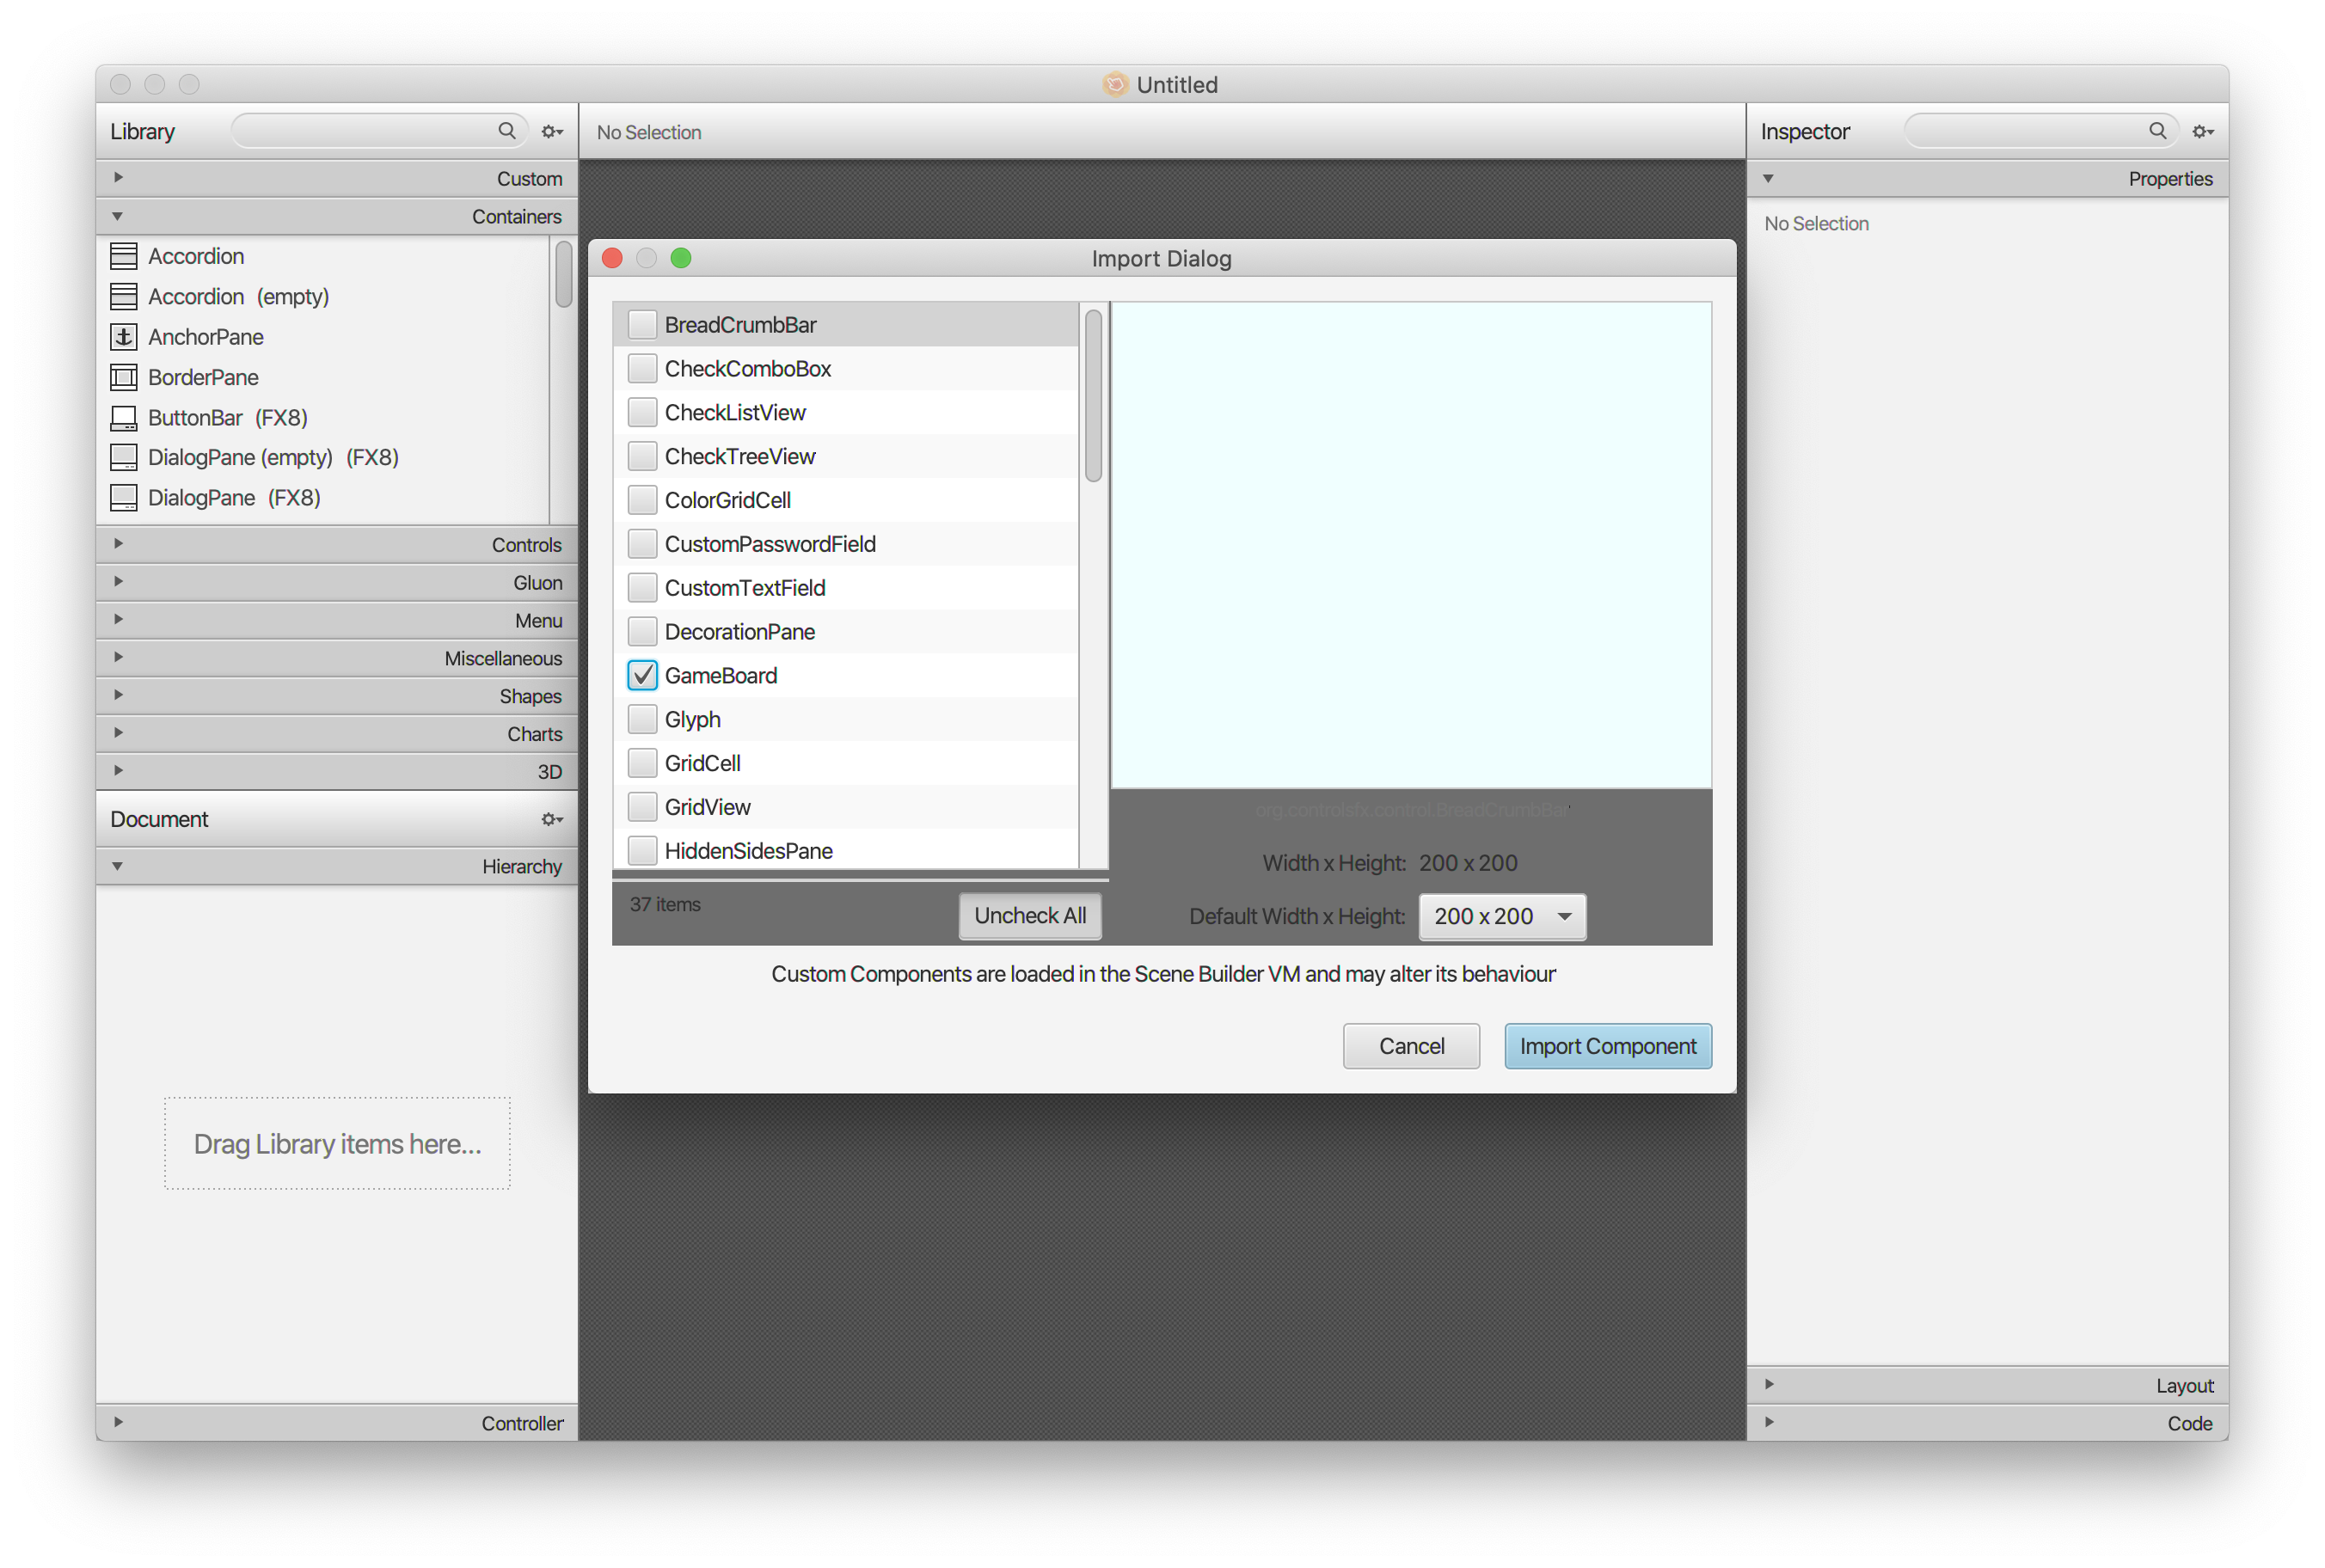 Untitled
Library
No Selection
Inspector
Custom
Containers
Accordion
Accordion (empty)
AnchorPane
BorderPane
ButtonBar (FX8)
DialogPane (empty) (FX8)
DialogPane (FX8)
Controls
Gluon
Menu
Miscellaneous
Shapes
Charts
3D
Document
Hierarchy
Drag Library items here...
Controller
Import Dialog
BreadCrumbBar
CheckComboBox
CheckListView
CheckTreeView
ColorGridCell
CustomPasswordField
CustomTextField
DecorationPane
GameBoard
Glyph
GridCell
GridView
HiddenSidesPane
37 items
Uncheck All
org.controlsfx.control.BreadCrumbBar
Width x Height: 200 x 200
Default Width x Height: 200 x 200
Custom Components are loaded in the Scene Builder VM and may alter its behaviour
Cancel
Import Component
Properties
No Selection
Layout
Code